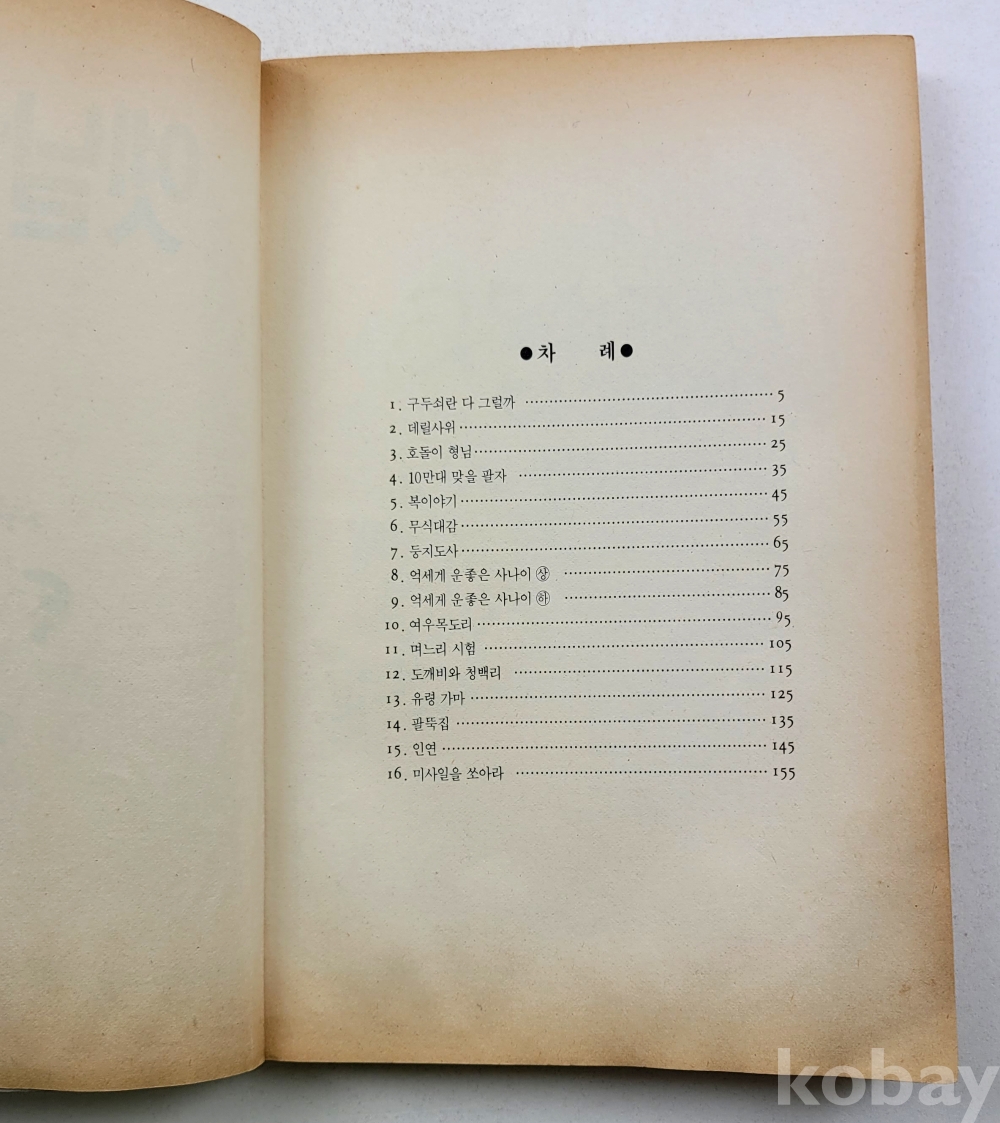 ●차 례●
1. 구두쇠란 다 그럴까 ·················· 5
2. 데릴사위 ·················· 15
3. 호돌이 형님 ·················· 25
4. 10만대 맞을 팔자 ·················· 35
5. 복이야기 ·················· 45
6. 무식대감 ·················· 55
7. 둥지도사 ·················· 65
8. 억세게 운좋은 사나이 ㊤ ·················· 75
9. 억세게 운좋은 사나이 ㊦ ·················· 85
10. 여우목도리 ·················· 95
11. 며느리 시험 ·················· 105
12. 도깨비와 청백리 ·················· 115
13. 유령 가마 ·················· 125
14. 팔뚝집 ·················· 135
15. 인연 ·················· 145
16. 미사일을 쏘아라 ·················· 155
kobay